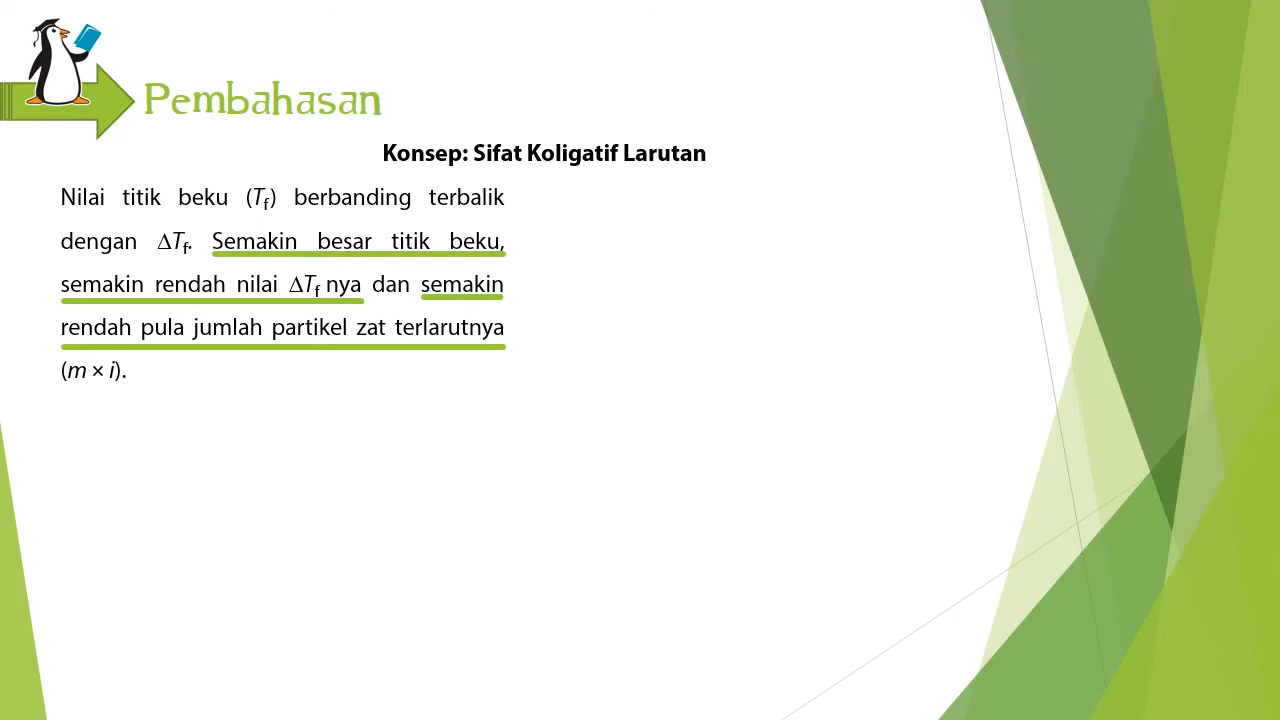 Pembahasan
Konsep: Sifat Koligatif Larutan
Nilai titik beku (Tf) berbanding terbalik
dengan ΔTf. Semakin besar titik beku,
semakin rendah nilai ΔTf nya dan semakin
rendah pula jumlah partikel zat terlarutnya
(m × i).